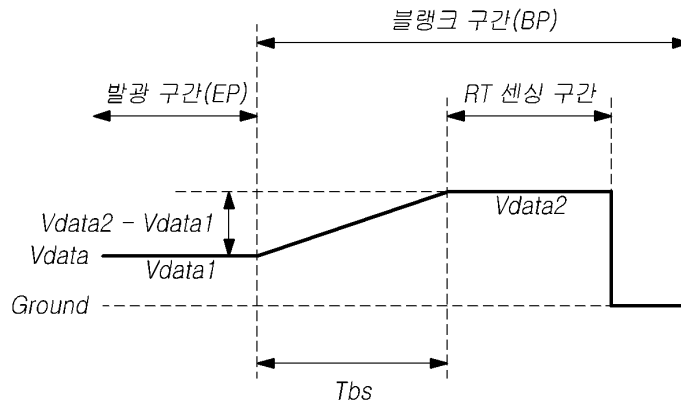 블랭크 구간(BP)
발광 구간(EP)
RT 센싱 구간
Vdata2 - Vdata1
Vdata2
Vdata
Vdata1
Ground
Tbs